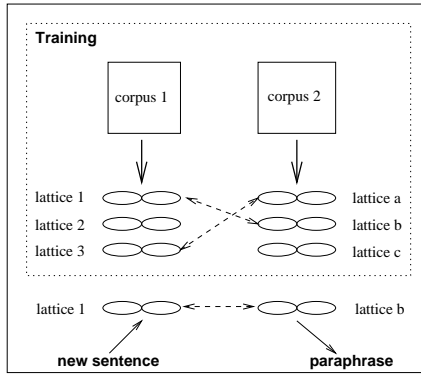 Training
corpus 1 corpus 2
lattice 1 lattice a
lattice 2 lattice b
lattice 3 lattice c
lattice 1 lattice b
new sentence paraphrase